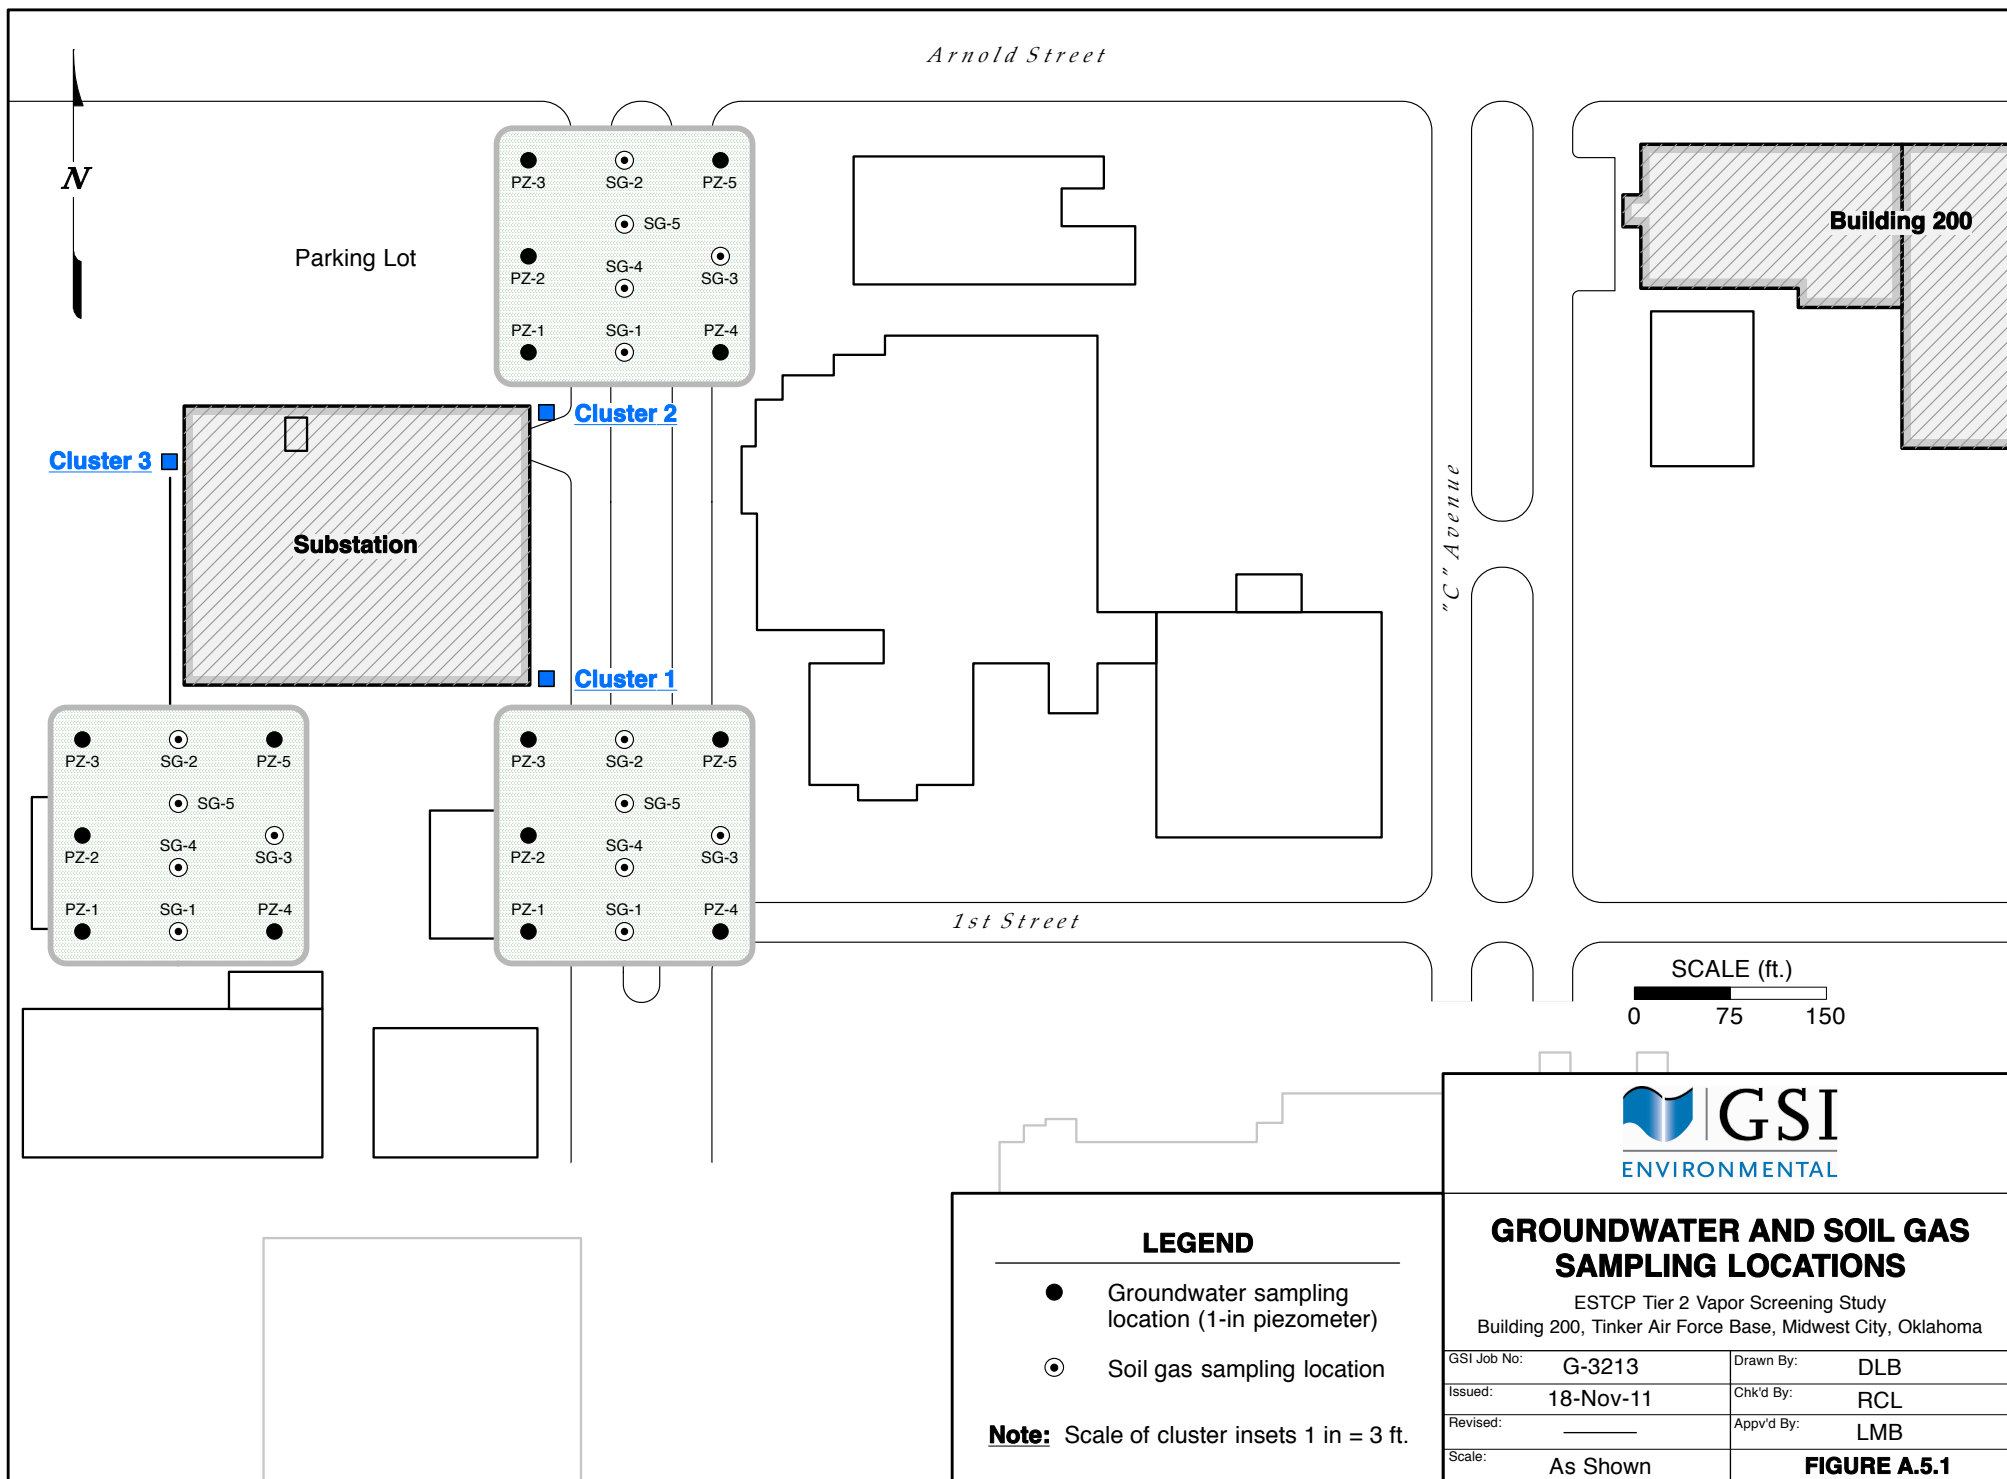 Arnold Street
N
Parking Lot
PZ-3
SG-2
PZ-5
SG-5
PZ-2
SG-4
SG-3
PZ-1
SG-1
PZ-4
Building 200
Cluster 2
Cluster 3
Substation
"C" Avenue
Cluster 1
PZ-3
SG-2
PZ-5
SG-5
PZ-2
SG-4
SG-3
PZ-1
SG-1
PZ-4
PZ-3
SG-2
PZ-5
SG-5
PZ-2
SG-4
SG-3
PZ-1
SG-1
PZ-4
1st Street
SCALE (ft.)
0 75 150
LEGEND
Groundwater sampling
location (1-in piezometer)
Soil gas sampling location
Note: Scale of cluster insets 1 in = 3 ft.
GSI
ENVIRONMENTAL
GROUNDWATER AND SOIL GAS
SAMPLING LOCATIONS
ESTCP Tier 2 Vapor Screening Study
Building 200, Tinker Air Force Base, Midwest City, Oklahoma
GSI Job No: G-3213
Drawn By: DLB
Issued: 18-Nov-11
Chk'd By: RCL
Revised:
Appv'd By: LMB
Scale: As Shown
FIGURE A.5.1